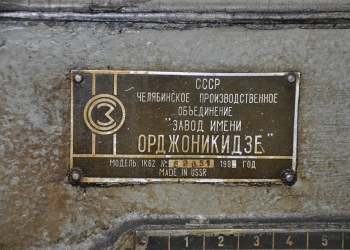 СССР
ЧЕЛЯБИНСКОЕ ПРОИЗВОДСТВЕННОЕ
ОБЪЕДИНЕНИЕ
"ЗАВОД ИМЕНИ
ОРДЖОНИКИДЗЕ"
МОДЕЛЬ 1К62 № ГОД
MADE IN USSR
1 2 3 4 5